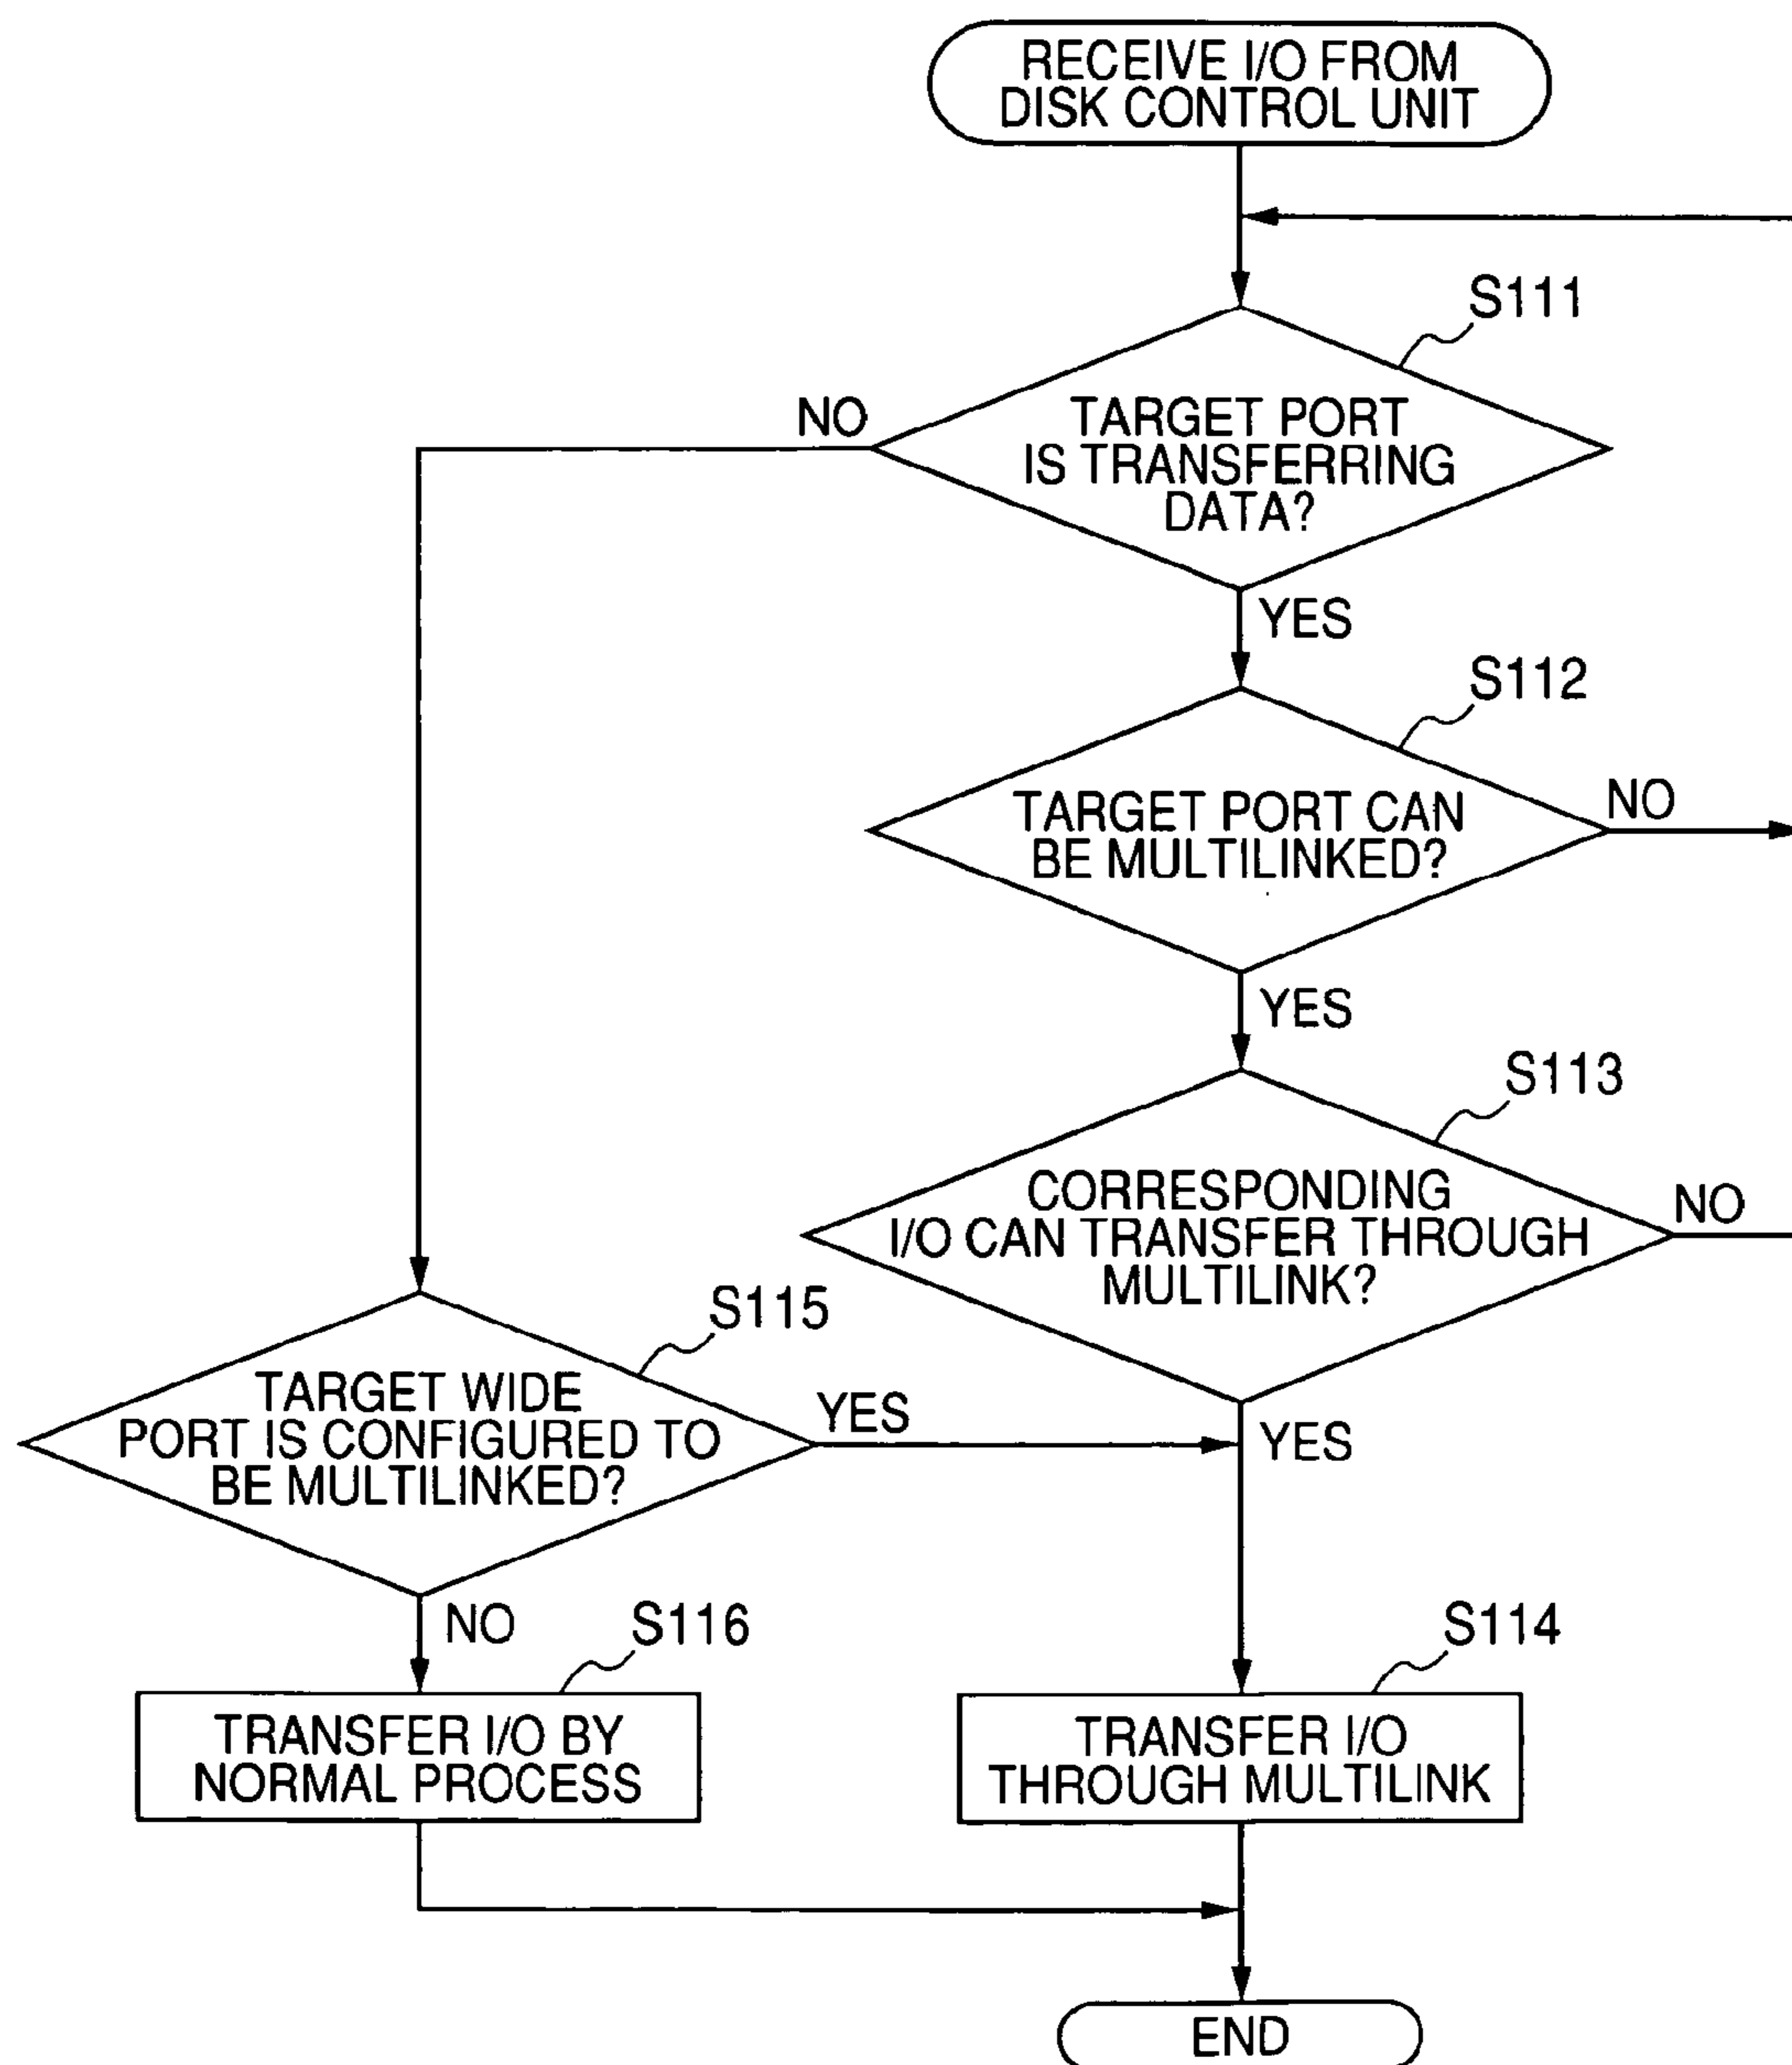 RECEIVE I/O FROM
DISK CONTROL UNIT
S111
NO
TARGET PORT
IS TRANSFERRING
DATA?
YES
S112
TARGET PORT CAN
BE MULTILINKED?
NO
YES
S113
CORRESPONDING
I/O CAN TRANSFER THROUGH
MULTILINK?
NO
S115
TARGET WIDE
PORT IS CONFIGURED TO
BE MULTILINKED?
YES
YES
NO
S116
S114
TRANSFER I/O BY
NORMAL PROCESS
TRANSFER I/O
THROUGH MULTILINK
END